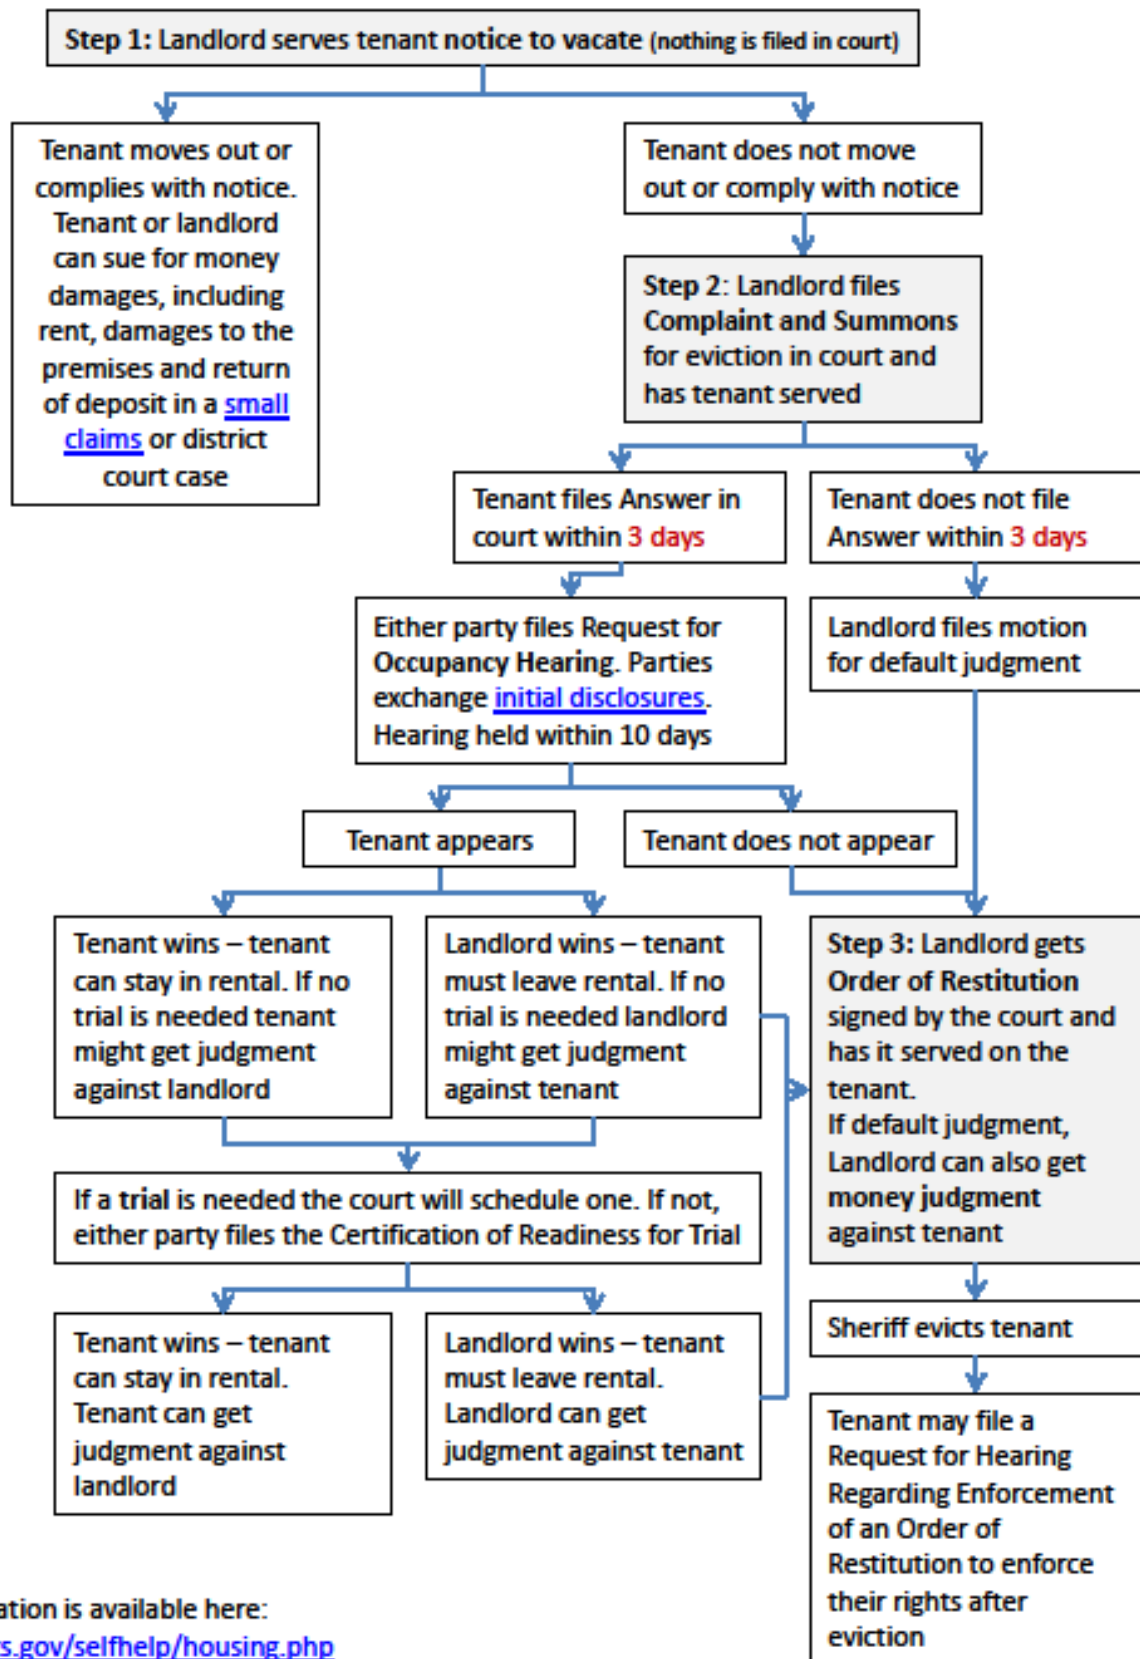 Step 1: Landlord serves tenant notice to vacate (nothing is filed in court)
Tenant moves out or
complies with notice.
Tenant or landlord
can sue for money
damages, including
rent, damages to the
premises and return
of deposit in a small
claims or district
court case
Tenant does not move
out or comply with notice
Step 2: Landlord files
Complaint and Summons
for eviction in court and
has tenant served
Tenant files Answer in
court within 3 days
Tenant does not file
Answer within 3 days
Either party files Request for
Occupancy Hearing. Parties
exchange initial disclosures.
Hearing held within 10 days
Landlord files motion
for default judgment
Tenant appears
Tenant does not appear
Tenant wins – tenant
can stay in rental. If no
trial is needed tenant
might get judgment
against landlord
Landlord wins – tenant
must leave rental. If no
trial is needed landlord
might get judgment
against tenant
Step 3: Landlord gets
Order of Restitution
signed by the court and
has it served on the
tenant.
If default judgment,
Landlord can also get
money judgment
against tenant
If a trial is needed the court will schedule one. If not,
either party files the Certification of Readiness for Trial
Tenant wins – tenant
can stay in rental.
Tenant can get
judgment against
landlord
Landlord wins – tenant
must leave rental.
Landlord can get
judgment against tenant
Sheriff evicts tenant
Tenant may file a
Request for Hearing
Regarding Enforcement
of an Order of
Restitution to enforce
their rights after
eviction
ation is available here:
s.gov/selfhelp/housing.php